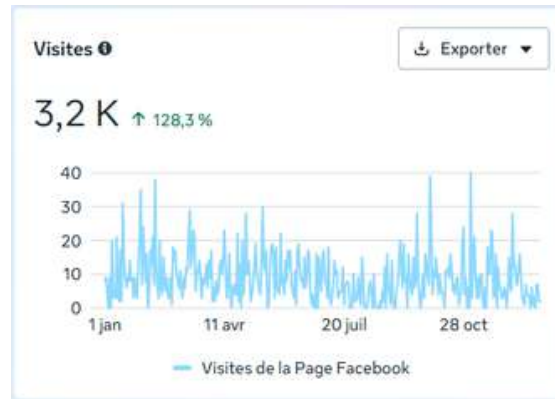 Visites
Exporter
3,2 K ↑ 128,3 %
40
30
20
10
0
1 jan 11 avr 20 juil 28 oct
Visites de la Page Facebook